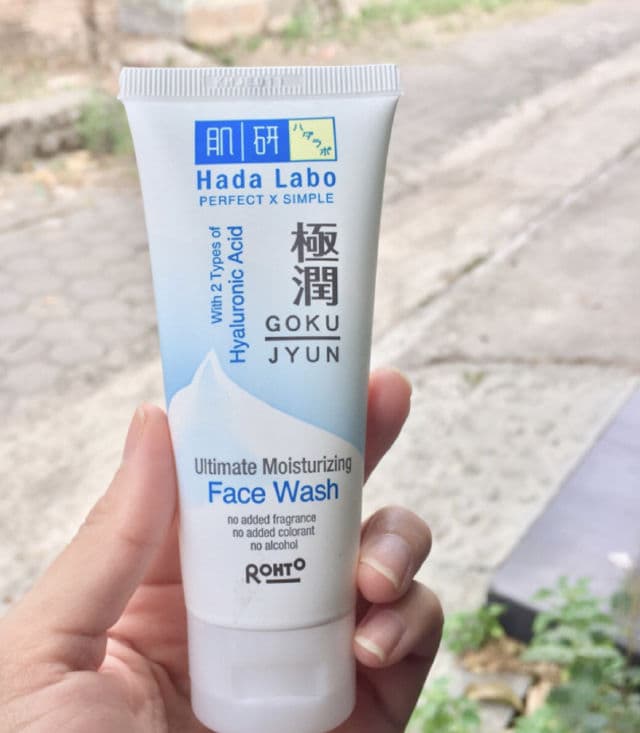 肌研
ハダラボ
Hada Labo
PERFECT X SIMPLE
With 2 Types of
Hyaluronic Acid
極潤
GOKU
JYUN
Ultimate Moisturizing
Face Wash
no added fragrance
no added colorant
no alcohol
ROHTO